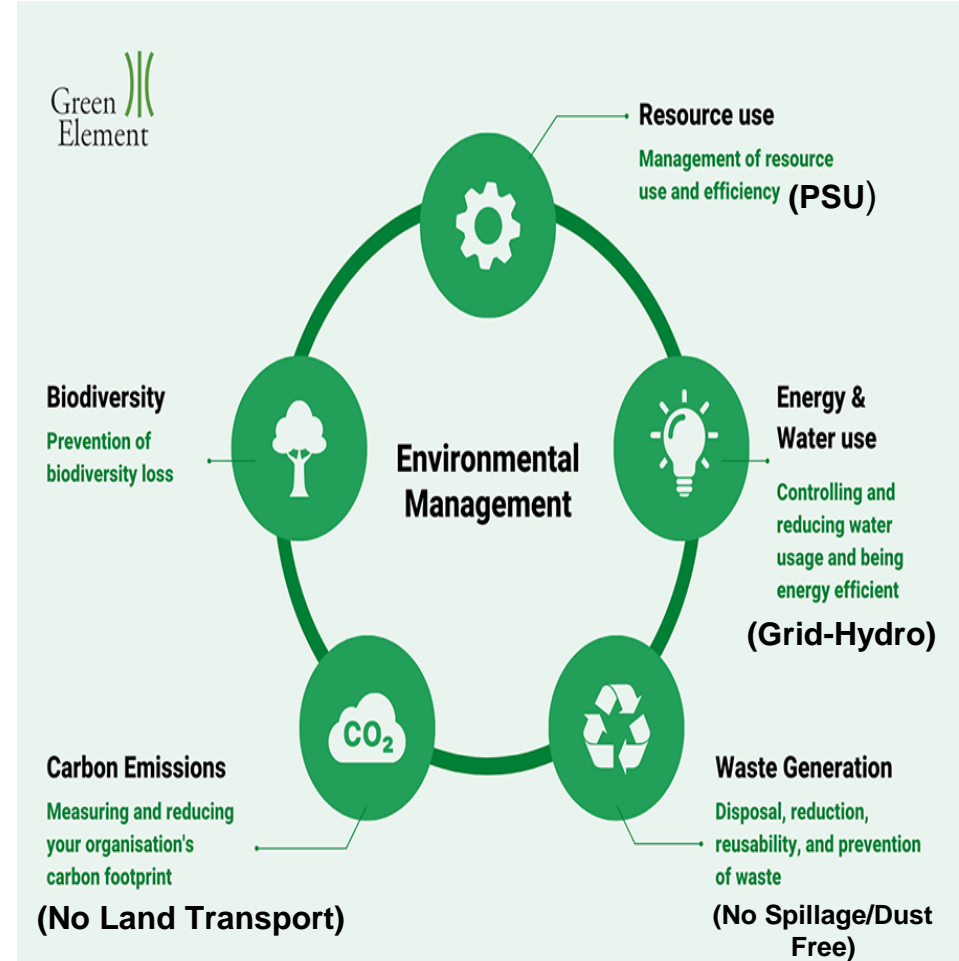 Green
Element
Resource use
Management of resource
use and efficiency (PSU)
Energy &
Water use
Controlling and
reducing water
usage and being
energy efficient
(Grid-Hydro)
Biodiversity
Prevention of
biodiversity loss
Environmental
Management
CO₂
Carbon Emissions
Measuring and reducing
your organisation's
carbon footprint
(No Land Transport)
Waste Generation
Disposal, reduction,
reusability, and prevention
of waste
(No Spillage/Dust
Free)